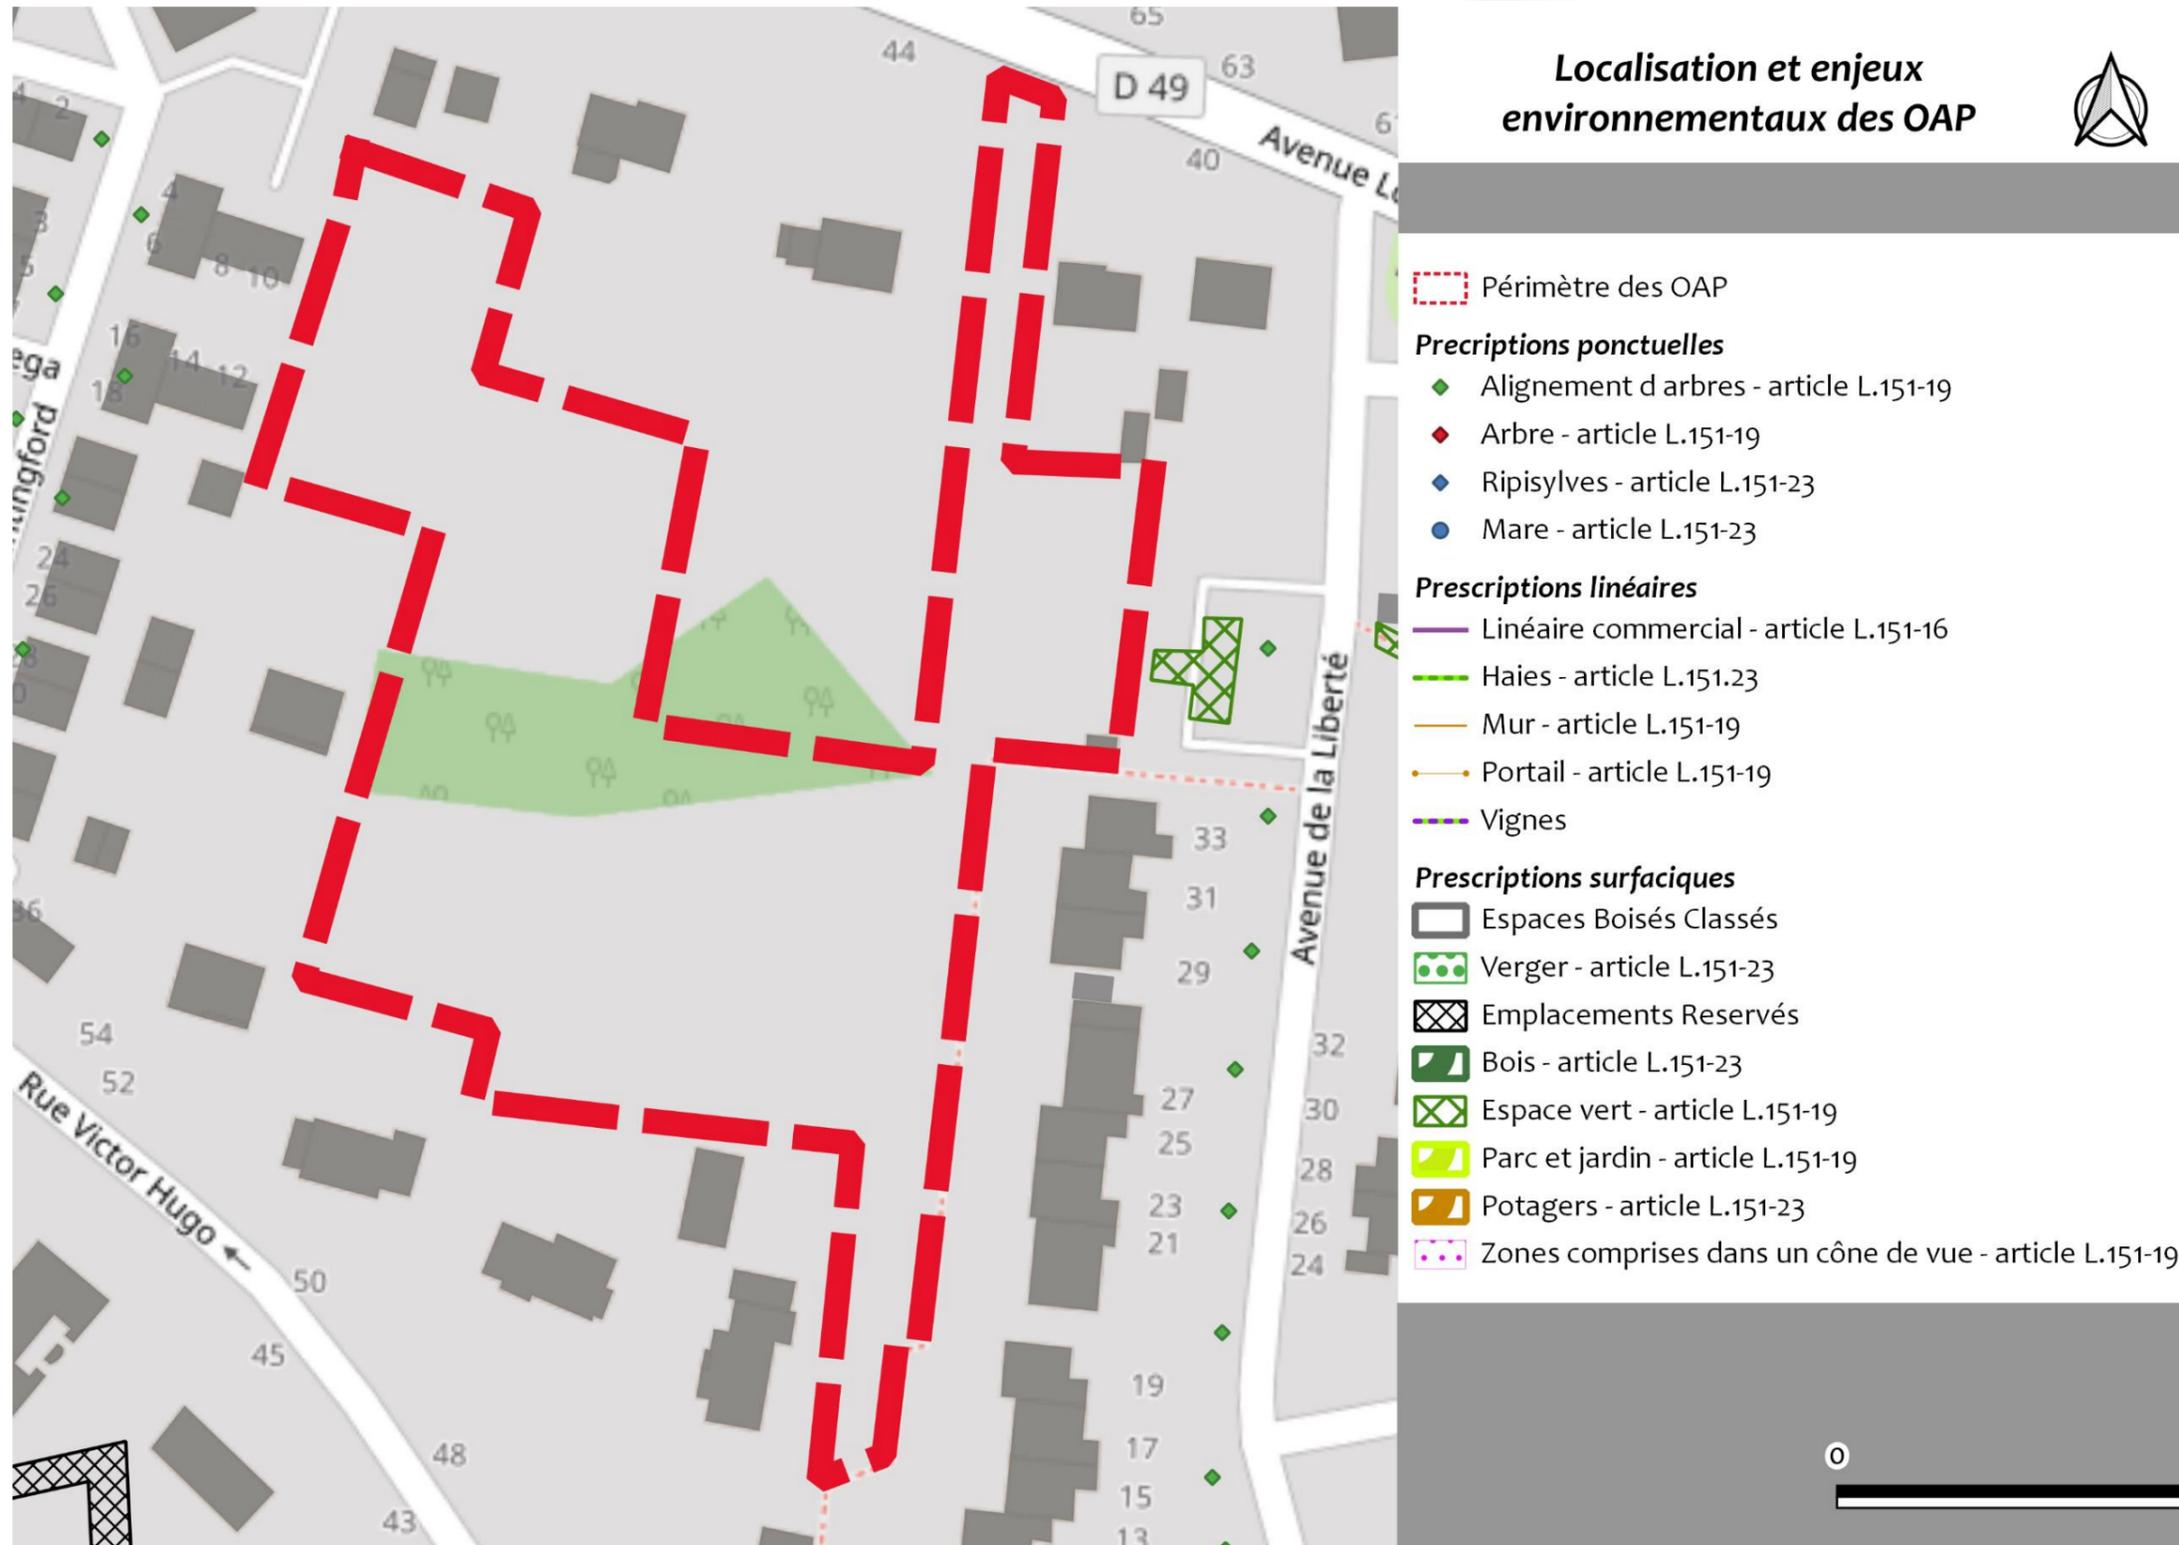 Localisation et enjeux
environnementaux des OAP
Périmètre des OAP
Precriptions ponctuelles
Alignement d arbres - article L.151-19
Arbre - article L.151-19
Ripisylves - article L.151-23
Mare - article L.151-23
Prescriptions linéaires
Linéaire commercial - article L.151-16
Haies - article L.151.23
Mur - article L.151-19
Portail - article L.151-19
Vignes
Prescriptions surfaciques
Espaces Boisés Classés
Verger - article L.151-23
Emplacements Reservés
Bois - article L.151-23
Espace vert - article L.151-19
Parc et jardin - article L.151-19
Potagers - article L.151-23
Zones comprises dans un cône de vue - article L.151-19
0
65
44
63
D 49
Avenue
40
2
4
3
6
8
10
5
16
14
12
18
24
26
54
52
Rue Victor Hugo
50
45
48
43
Avenue de la Liberté
33
31
29
32
27
30
25
28
23
26
21
24
19
17
15
13